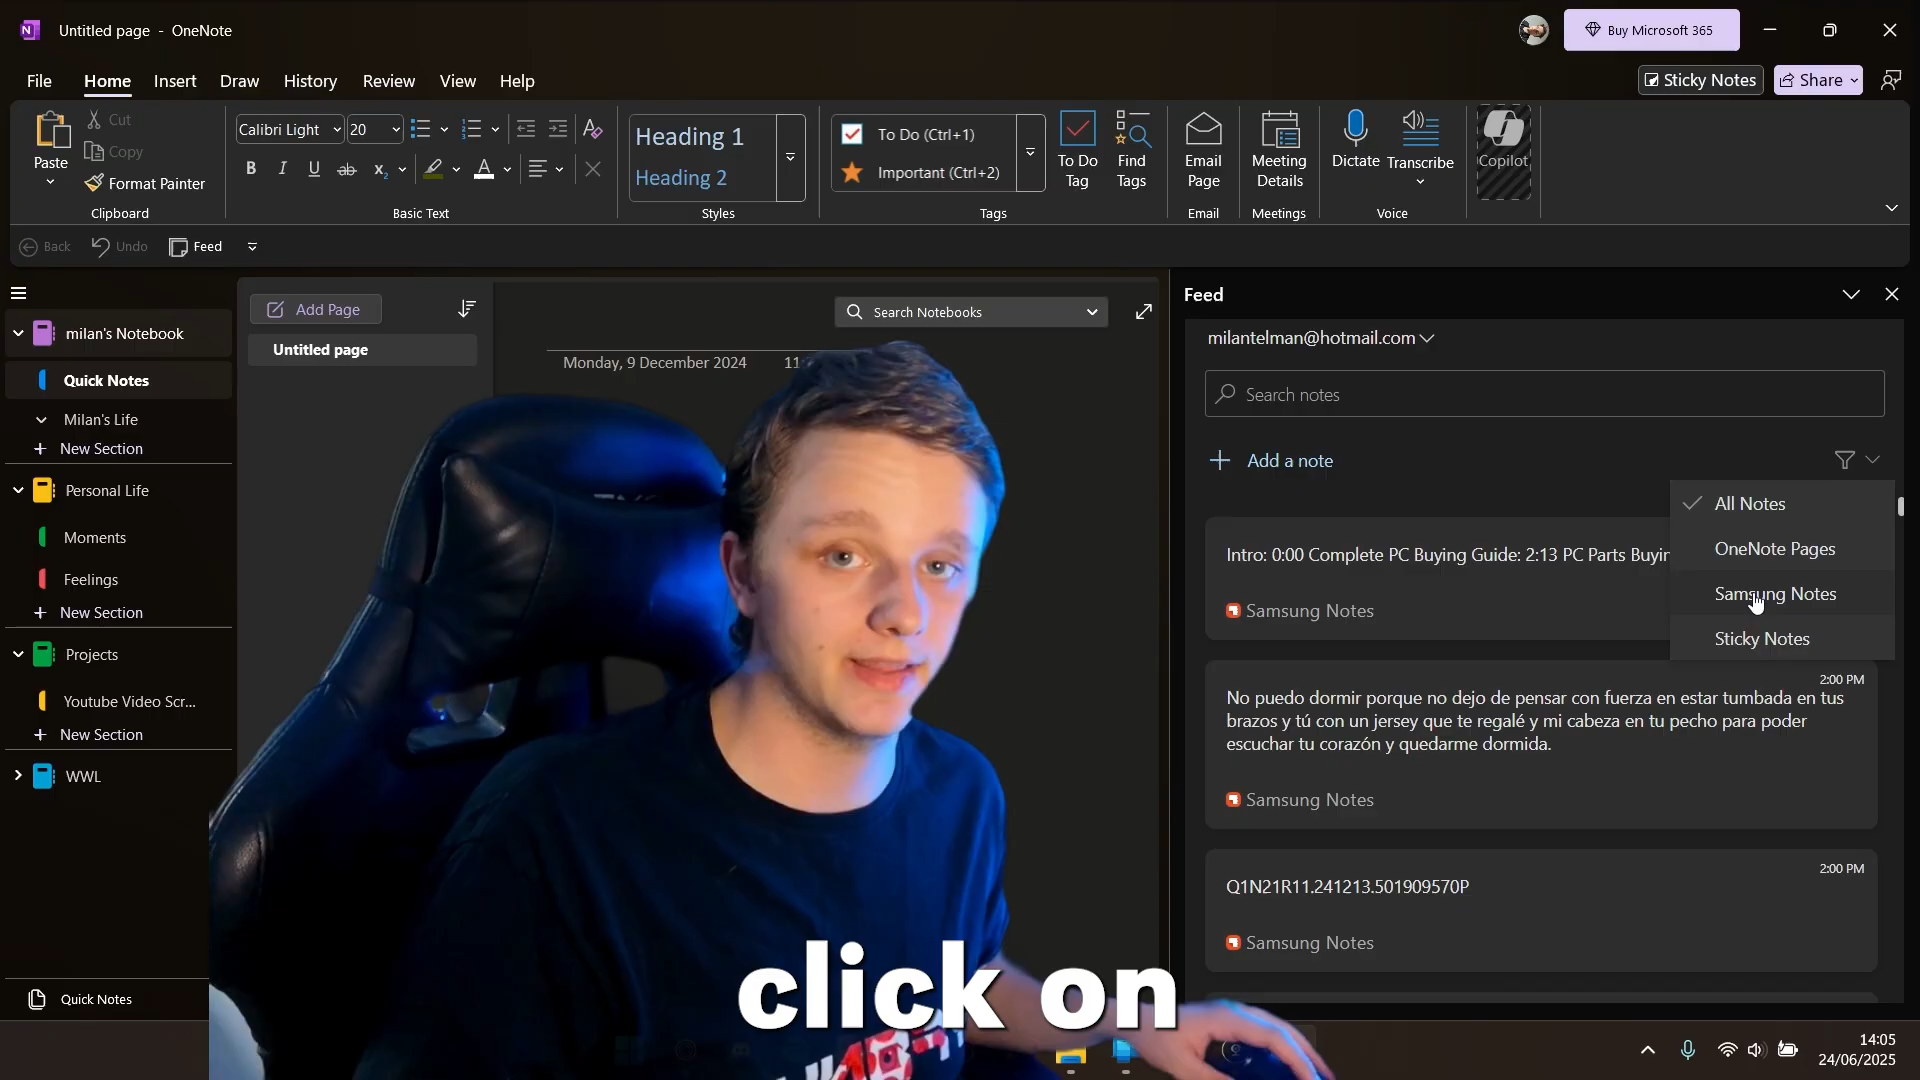 Untitled page - OneNote
Buy Microsoft 365
File Home Insert Draw History Review View Help
Sticky Notes
Share
Paste
Cut
Copy
Format Painter
Clipboard
Calibri Light
20
B I U ab
Basic Text
Heading 1
Heading 2
Styles
To Do (Ctrl+1)
Important (Ctrl+2)
To Do
Tag
Find
Tags
Tags
Email
Page
Email
Meeting
Details
Meetings
Dictate
Transcribe
Voice
Copilot
Back
Undo
Feed
milan's Notebook
Quick Notes
Milan's Life
New Section
Personal Life
Moments
Feelings
New Section
Projects
Youtube Video Scr...
New Section
WWL
Quick Notes
Add Page
Untitled page
Search Notebooks
Monday, 9 December 2024
11:
Feed
milantelman@hotmail.com
Search notes
Add a note
All Notes
OneNote Pages
Samsung Notes
Sticky Notes
Intro: 0:00 Complete PC Buying Guide: 2:13 PC Parts Buyin
Samsung Notes
2:00 PM
No puedo dormir porque no dejo de pensar con fuerza en estar tumbada en tus
brazos y tú con un jersey que te regalé y mi cabeza en tu pecho para poder
escuchar tu corazón y quedarme dormida.
Samsung Notes
2:00 PM
Q1N21R11.241213.501909570P
Samsung Notes
click on
14:05
24/06/2025